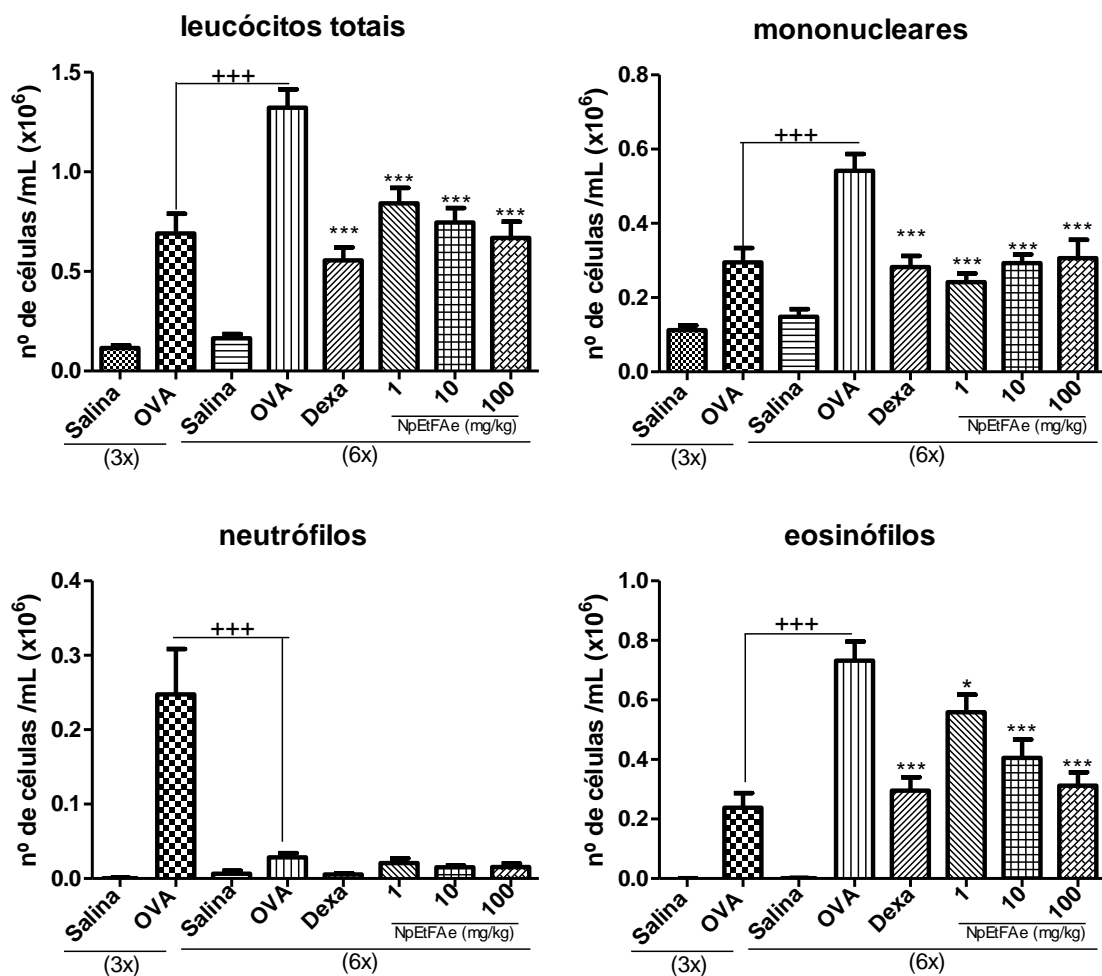 leucócitos totais
nº de células /mL (x10⁶)
1.5
1.0
0.5
0.0
+++
***
***
***
***
Salina
OVA
Salina
OVA
Dexa
1
10
100
NpEtFAe (mg/kg)
(3x)
(6x)
mononucleares
nº de células /mL (x10⁶)
0.8
0.6
0.4
0.2
0.0
+++
***
***
***
***
Salina
OVA
Salina
OVA
Dexa
1
10
100
NpEtFAe (mg/kg)
(3x)
(6x)
neutrófilos
nº de células /mL (x10⁶)
0.4
0.3
0.2
0.1
0.0
+++
Salina
OVA
Salina
OVA
Dexa
1
10
100
NpEtFAe (mg/kg)
(3x)
(6x)
eosinófilos
nº de células /mL (x10⁶)
1.0
0.8
0.6
0.4
0.2
0.0
+++
***
*
***
***
Salina
OVA
Salina
OVA
Dexa
1
10
100
NpEtFAe (mg/kg)
(3x)
(6x)